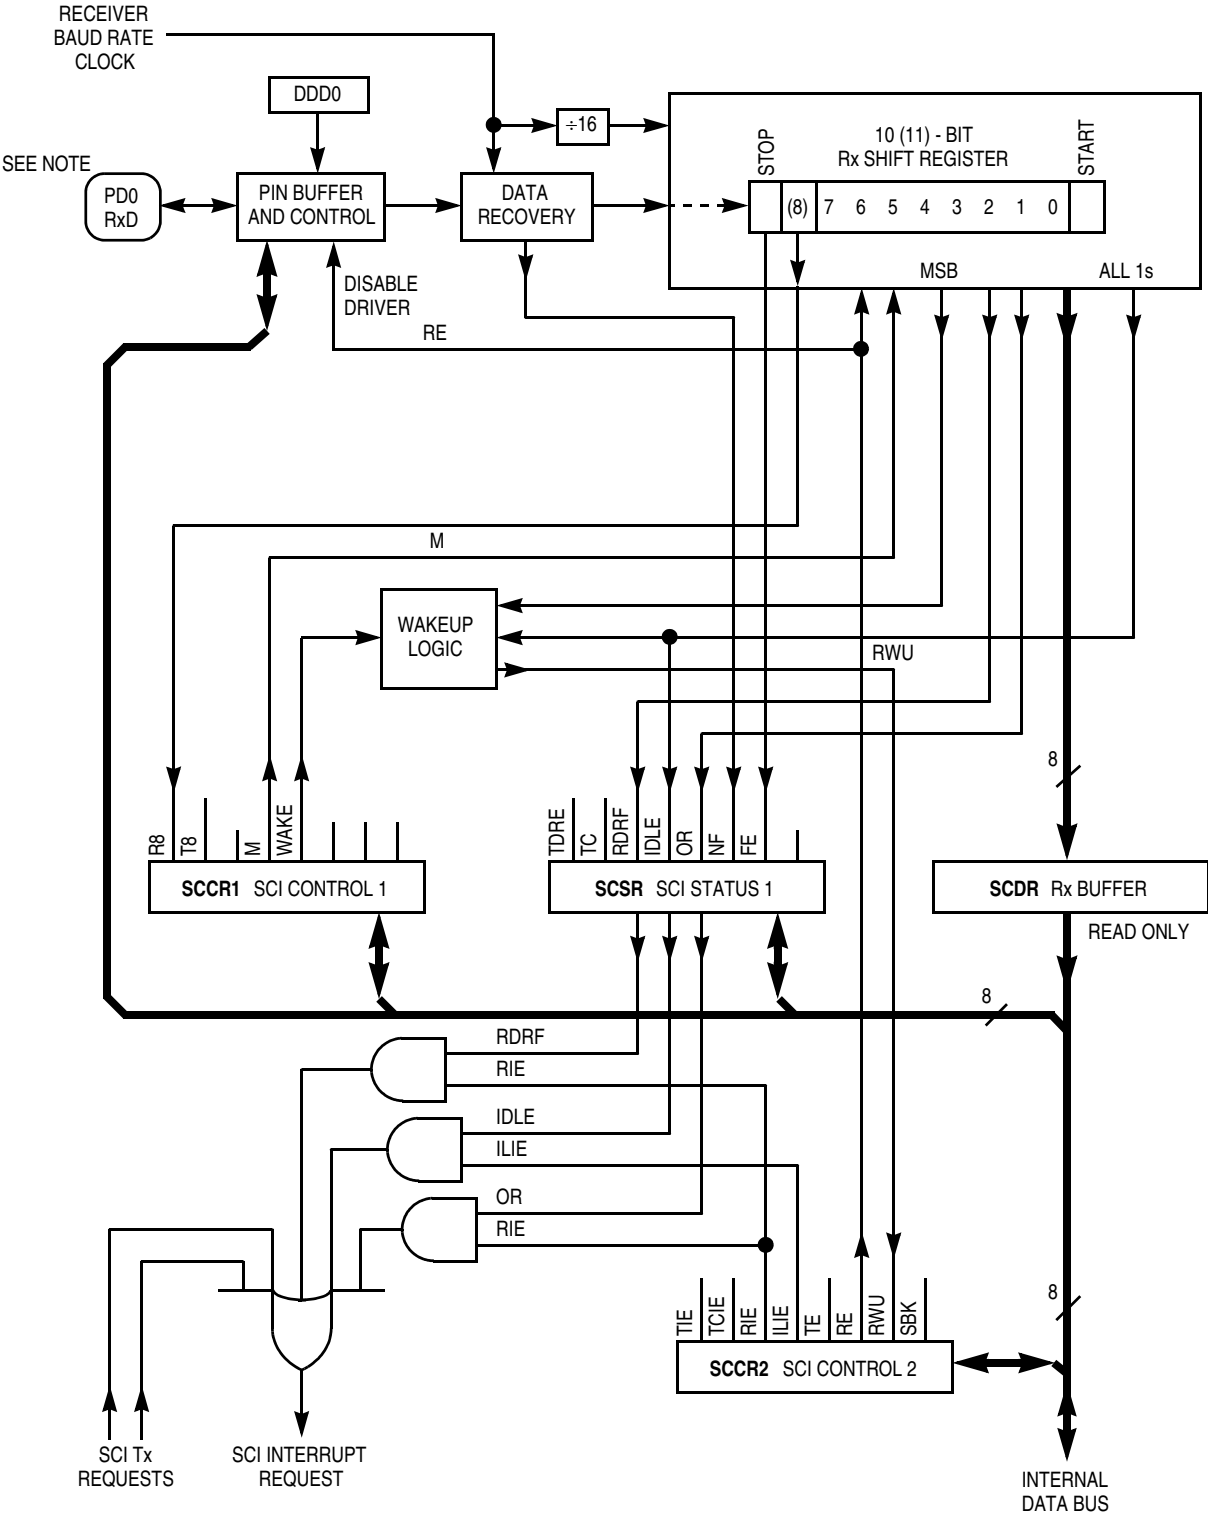 RECEIVER
BAUD RATE
CLOCK
DDD0
÷16
STOP
10 (11) - BIT
Rx SHIFT REGISTER
START
SEE NOTE
PD0
RxD
PIN BUFFER
AND CONTROL
DATA
RECOVERY
(8) 7 6 5 4 3 2 1 0
DISABLE
DRIVER
MSB
ALL 1s
RE
M
WAKEUP
LOGIC
RWU
8
R8
T8
M
WAKE
TDRE
TC
RDRF
IDLE
OR
NF
FE
SCCR1 SCI CONTROL 1
SCSR SCI STATUS 1
SCDR Rx BUFFER
READ ONLY
8
RDRF
RIE
IDLE
ILIE
OR
RIE
8
TIE
TCIE
RIE
ILIE
TE
RE
RWU
SBK
SCCR2 SCI CONTROL 2
SCI Tx
REQUESTS
SCI INTERRUPT
REQUEST
INTERNAL
DATA BUS